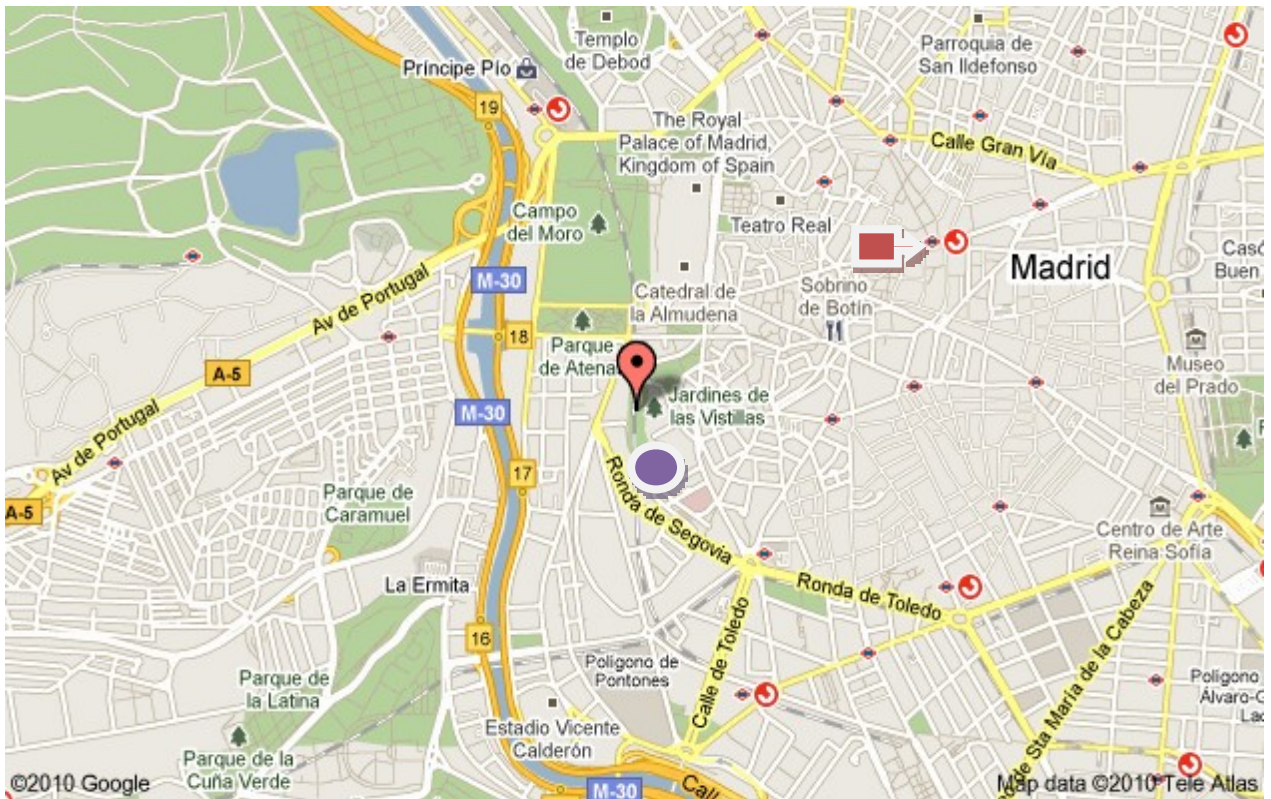 Templo
de Debod
Parroquia de
San Ildefonso
Príncipe Pío
19
The Royal
Palace of Madrid,
Kingdom of Spain
Calle Gran Vía
Campo
del Moro
Teatro Real
Madrid
M-30
Av de Portugal
Catedral de
la Almudena
Sobrino
de Botín
18
Parque
de Atena
Museo
del Prado
A-5
Jardines de
las Vistillas
M-30
Av de Portugal
17
Parque de
Caramuel
A-5
Ronda de Segovia
Centro de Arte
Reina Sofía
La Ermita
Ronda de Toledo
16
Calle de Toledo
de Sta María de la Cabeza
Polígono de
Pontones
Parque de
la Latina
Polígono
Estadio Vicente
Calderón
Parque de la
Cuña Verde
M-30
©2010 Google
Map data ©2010 Tele Atlas